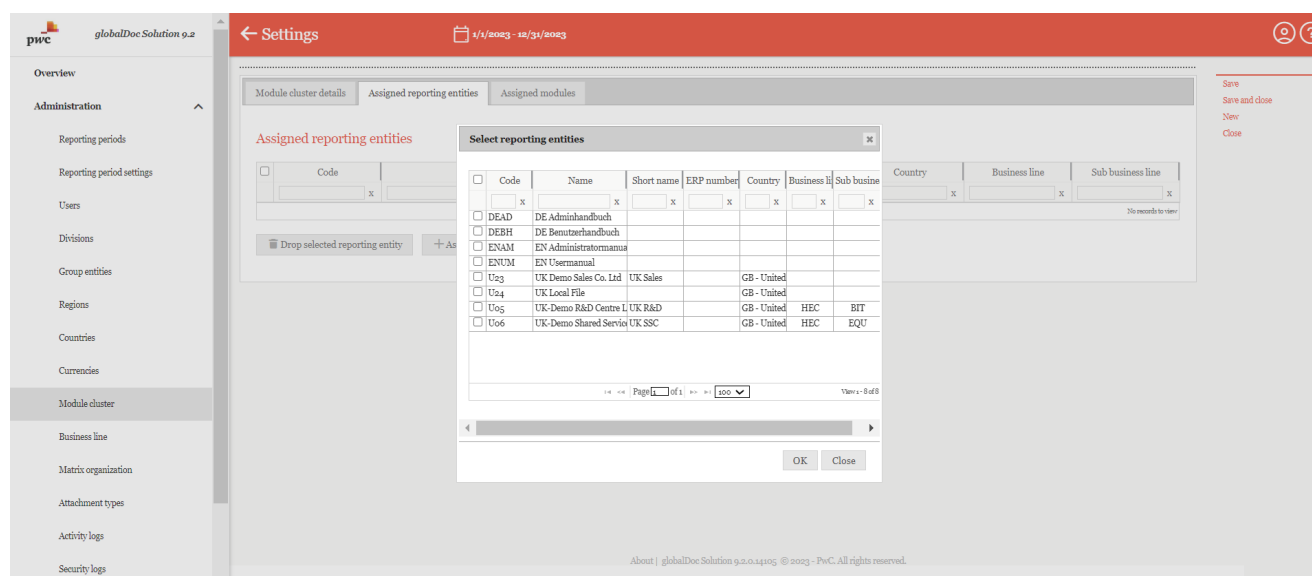 pwc
globalDoc Solution 9.2
Settings
1/1/2023 - 12/31/2023
Overview
Administration
Reporting periods
Reporting period settings
Users
Divisions
Group entities
Regions
Countries
Currencies
Module cluster
Business line
Matrix organization
Attachment types
Activity logs
Security logs
Module cluster details Assigned reporting entities Assigned modules
Save
Save and close
New
Close
Assigned reporting entities
Code Country Business line Sub business line
x x x x
No records to view
Drop selected reporting entity + As
Select reporting entities x
Code Name Short name ERP number Country Business li Sub busine
x x x x x x x
DEAD DE Adminhandbuch
DEBH DE Benutzerhandbuch
ENAM EN Administratormanua
ENUM EN Usermanual
U23 UK Demo Sales Co. Ltd UK Sales GB - United
U24 UK Local File GB - United
U05 UK-Demo R&D Centre L UK R&D GB - United HEC BIT
U06 UK-Demo Shared Servic UK SSC GB - United HEC EQU
Page 1 of 1 100 View 1 - 8 of 8
OK Close
About | globalDoc Solution 9.2.0.14105 © 2023 - PwC. All rights reserved.